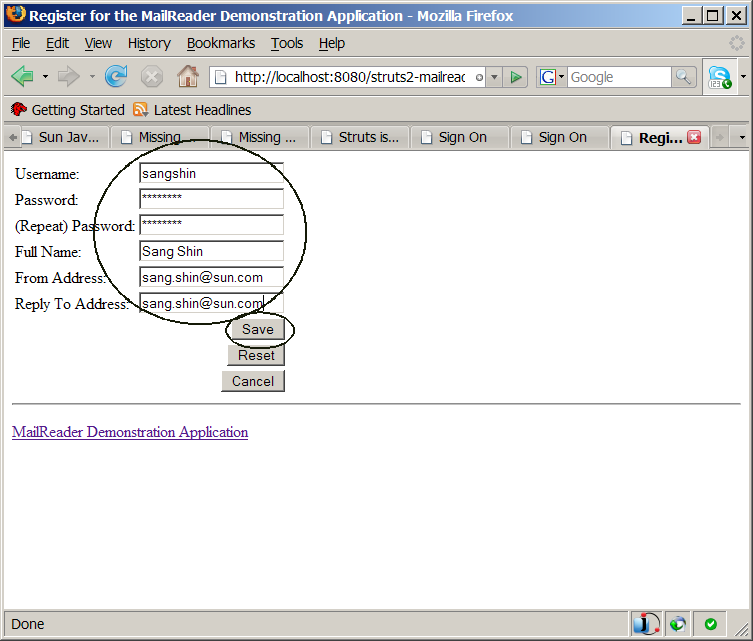 Register for the MailReader Demonstration Application - Mozilla Firefox
File Edit View History Bookmarks Tools Help
http://localhost:8080/struts2-mailreac G Google
Getting Started Latest Headlines
Sun Jav... Missing Missing ... Struts is... Sign On Sign On Regi...
Username: sangshin
Password: ********
(Repeat) Password: ********
Full Name: Sang Shin
From Address: sang.shin@sun.com
Reply To Address: sang.shin@sun.com
Save
Reset
Cancel
MailReader Demonstration Application
Done